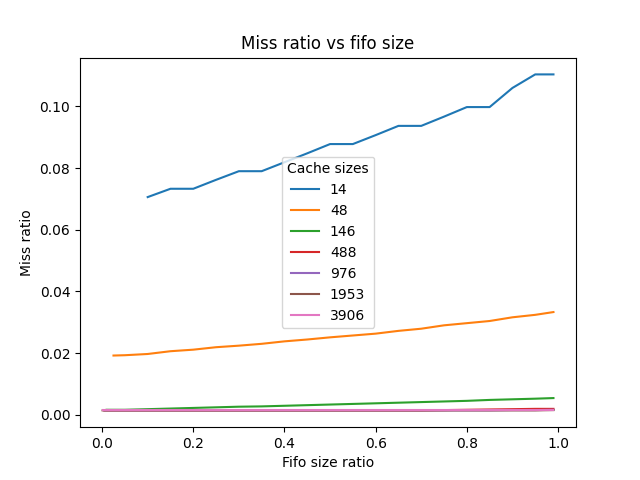 Miss ratio vs fifo size
Miss ratio
0.10
0.08
0.06
0.04
0.02
0.00
Cache sizes
14
48
146
488
976
1953
3906
0.0 0.2 0.4 0.6 0.8 1.0
Fifo size ratio